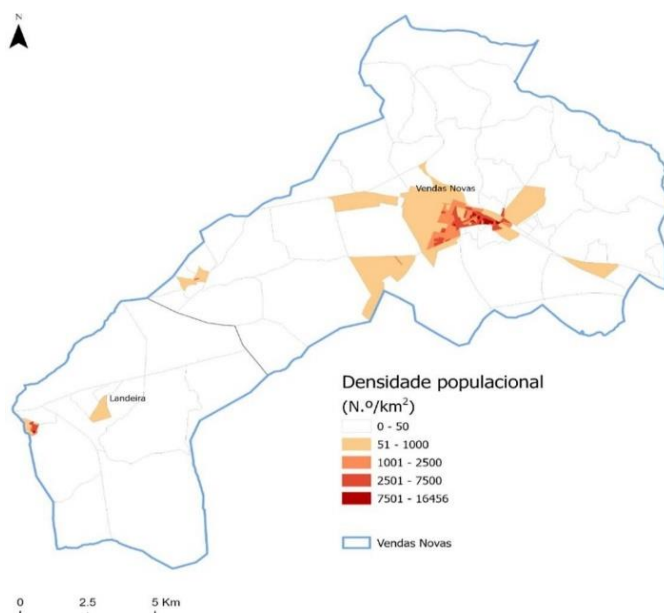 N
Vendas Novas
Landeira
Densidade populacional
(N.º/km²)
0 - 50
51 - 1000
1001 - 2500
2501 - 7500
7501 - 16456
Vendas Novas
0 2.5 5 Km